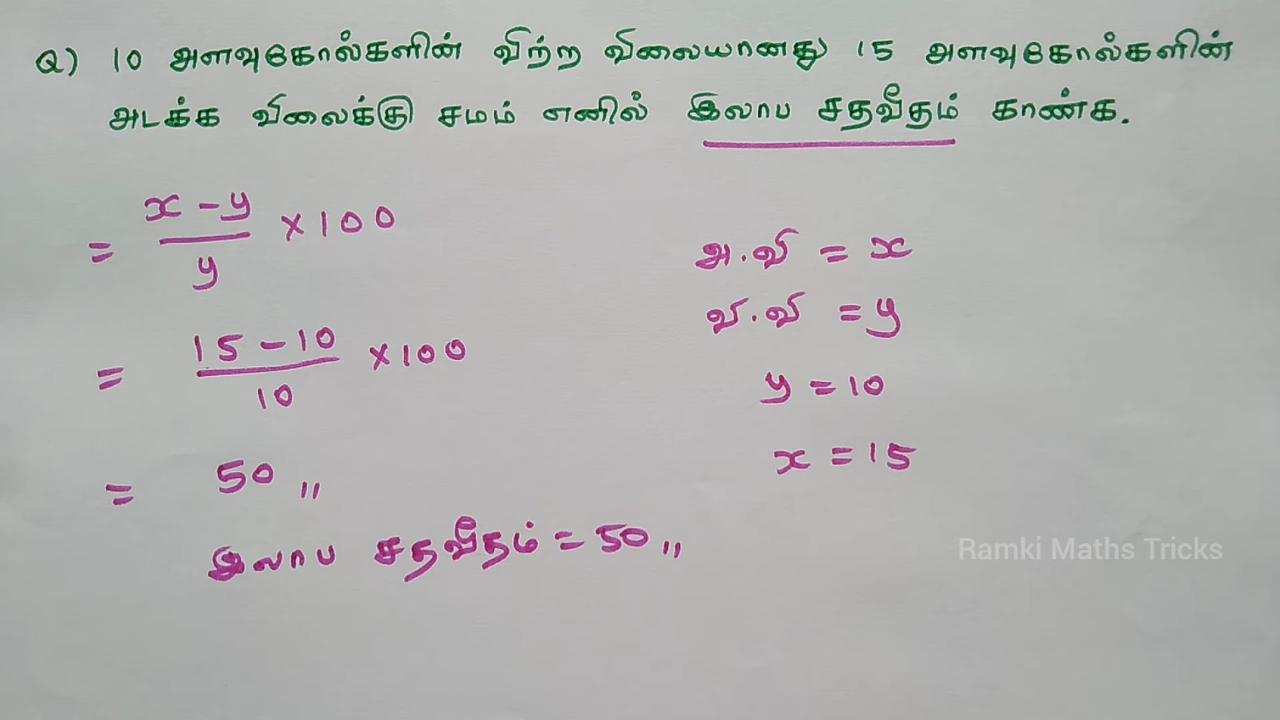 Q) 10 அளவுகோல்களின் விற்ற விலையானது 15 அளவுகோல்களின்
அடக்க விலைக்கு சமம் எனில் இலாப சதவீதம் காண்க.
= x - y / y × 100
= 15 - 10 / 10 × 100
= 50 ,,
இலாப சதவீதம் = 50 ,,
அ.வி = x
வி.வி = y
y = 10
x = 15
Ramki Maths Tricks